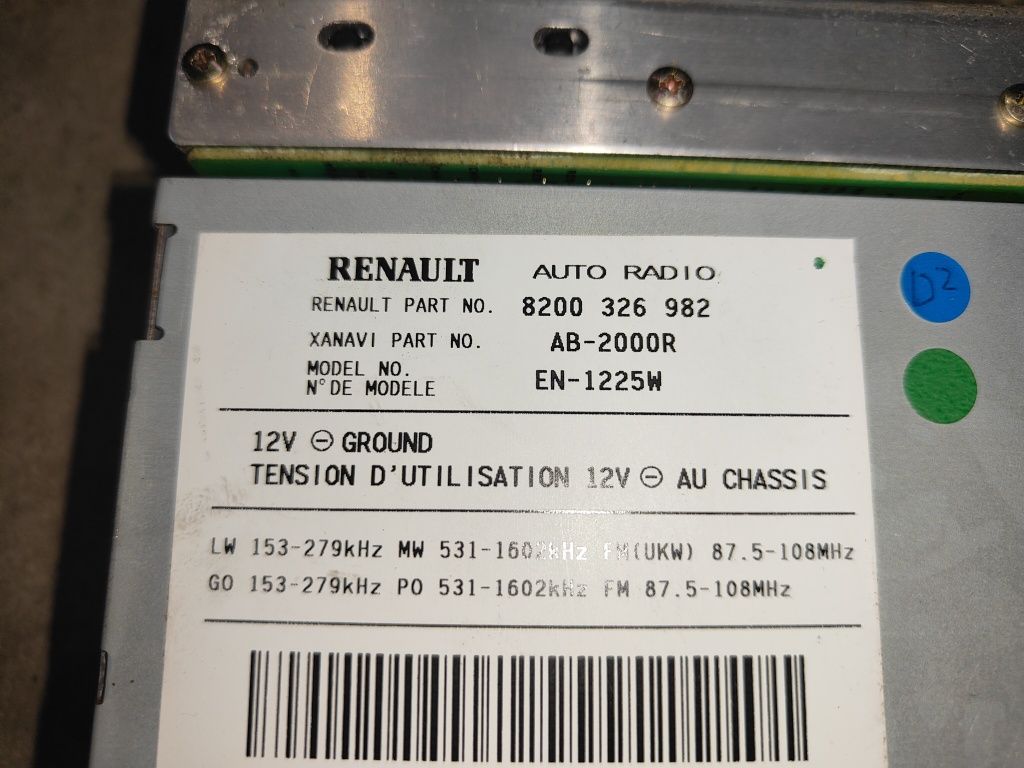 RENAULT AUTO RADIO
RENAULT PART NO. 8200 326 982
XANAVI PART NO. AB-2000R
MODEL NO.
N° DE MODELE EN-1225W
12V ⊖ GROUND
TENSION D'UTILISATION 12V ⊖ AU CHASSIS
LW 153-279kHz MW 531-1602kHz FM(UKW) 87.5-108MHz
GO 153-279kHz PO 531-1602kHz FM 87.5-108MHz
D2